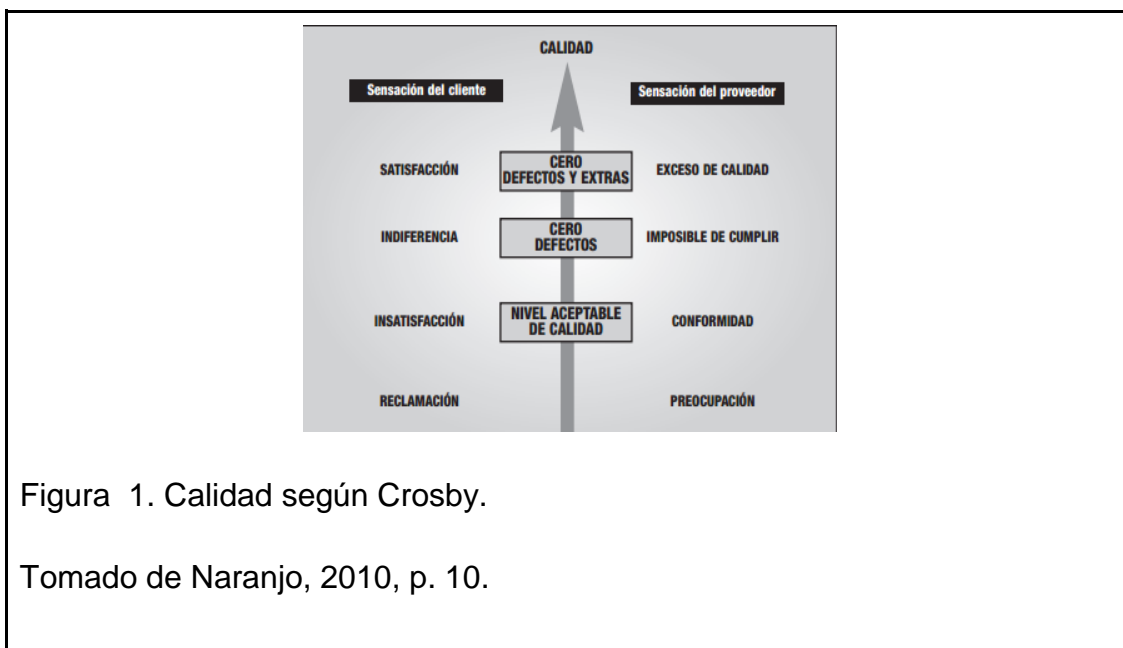 CALIDAD
Sensación del cliente
Sensación del proveedor
SATISFACCIÓN
CERO
DEFECTOS Y EXTRAS
EXCESO DE CALIDAD
INDIFERENCIA
CERO
DEFECTOS
IMPOSIBLE DE CUMPLIR
INSATISFACCIÓN
NIVEL ACEPTABLE
DE CALIDAD
CONFORMIDAD
RECLAMACIÓN
PREOCUPACIÓN
Figura 1. Calidad según Crosby.
Tomado de Naranjo, 2010, p. 10.